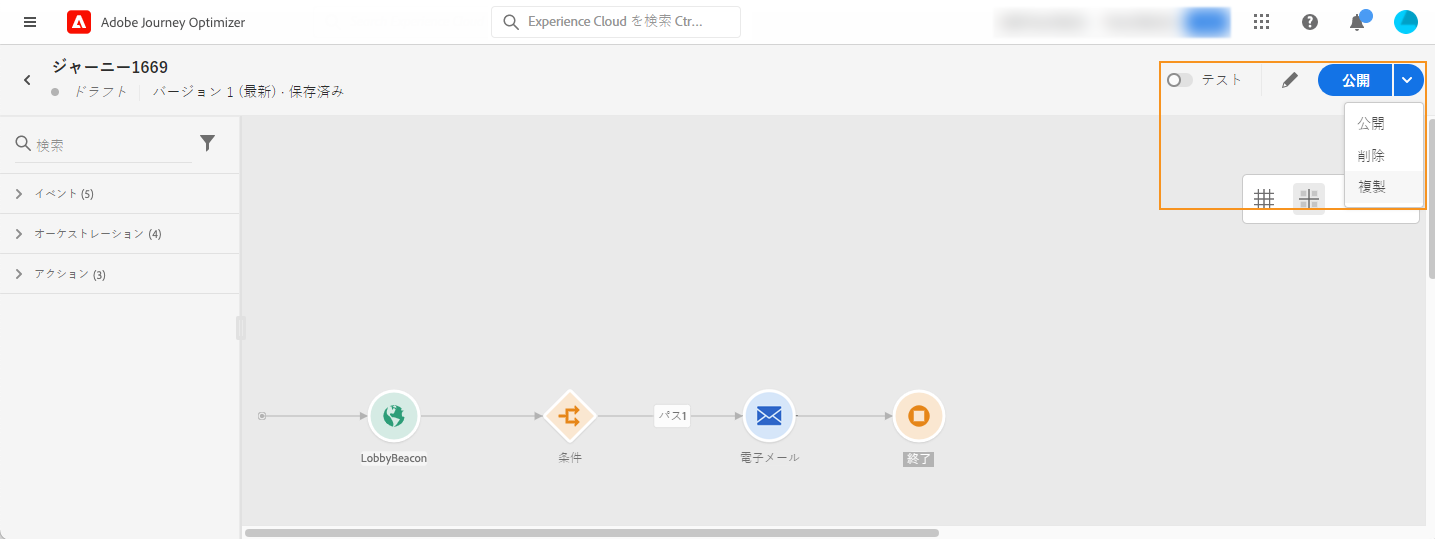 Adobe Journey Optimizer
Experience Cloud を検索 Ctr...
ジャーニー1669
ドラフト
バージョン 1 (最新) · 保存済み
テスト
公開
公開
削除
複製
検索
イベント (5)
オーケストレーション (4)
アクション (3)
パス1
LobbyBeacon
条件
電子メール
終了